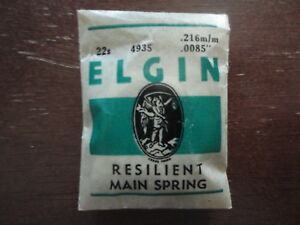 22s 4935 .216m/m
.0085"
ELGIN
RESILIENT
MAIN SPRING